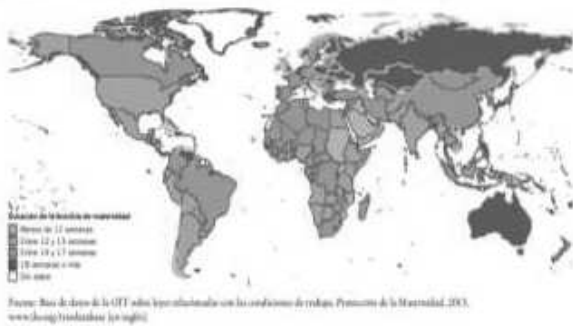 Duración de la licencia de maternidad
Menos de 12 semanas
Entre 12 y 13 semanas
Entre 14 y 17 semanas
18 semanas o más
Sin datos
Fuente: Base de datos de la OIT sobre leyes relacionadas con las condiciones de trabajo. Protección de la Maternidad, 2013.
(en inglés)